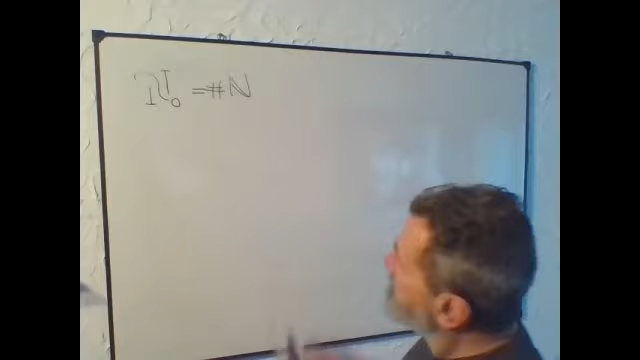 ℵ₀ = #ℕ